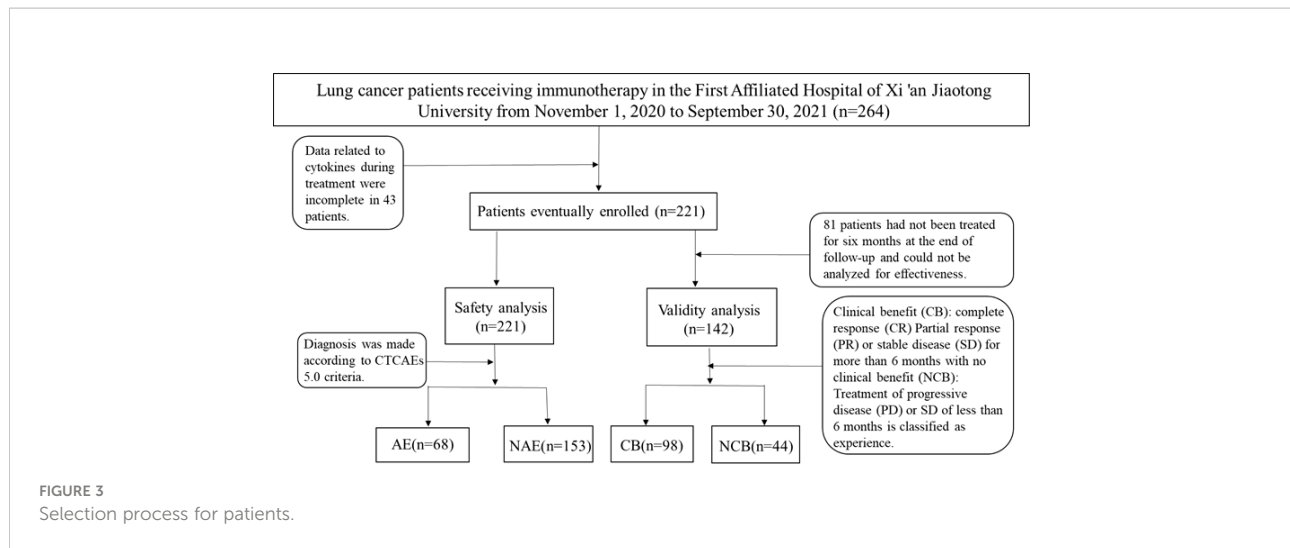 Lung cancer patients receiving immunotherapy in the First Affiliated Hospital of Xi 'an Jiaotong
University from November 1, 2020 to September 30, 2021 (n=264)
Data related to
cytokines during
treatment were
incomplete in 43
patients.
Patients eventually enrolled (n=221)
81 patients had not been treated
for six months at the end of
follow-up and could not be
analyzed for effectiveness.
Safety analysis
(n=221)
Validity analysis
(n=142)
Diagnosis was made
according to CTCAEs
5.0 criteria.
Clinical benefit (CB): complete
response (CR) Partial response
(PR) or stable disease (SD) for
more than 6 months with no
clinical benefit (NCB):
Treatment of progressive
disease (PD) or SD of less than
6 months is classified as
experience.
AE(n=68)
NAE(n=153)
CB(n=98)
NCB(n=44)
FIGURE 3
Selection process for patients.